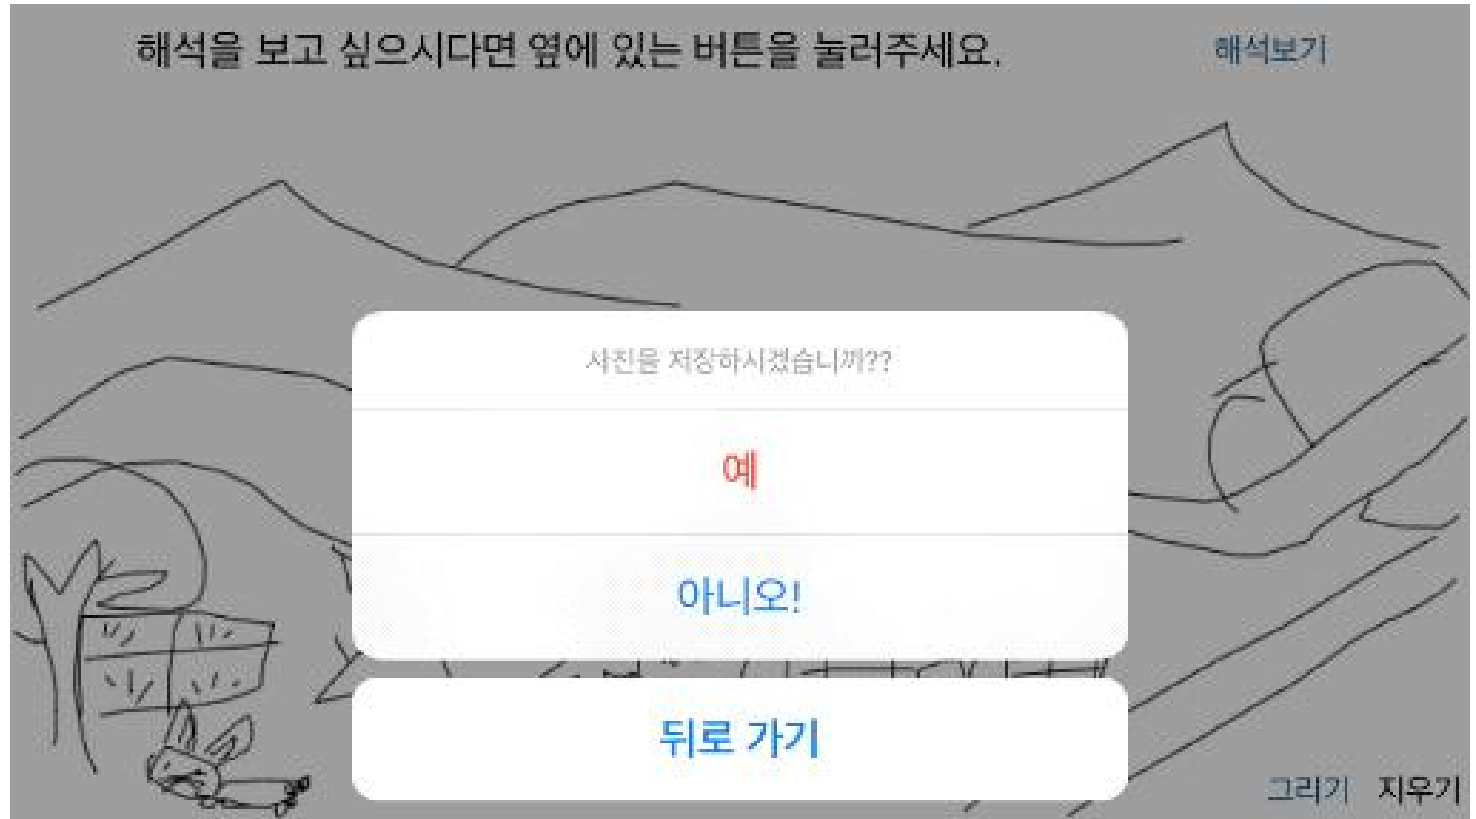 해석을 보고 싶으시다면 옆에 있는 버튼을 눌러주세요.
해석보기
사진을 저장하시겠습니까??
예
아니오!
뒤로 가기
그리기
지우기